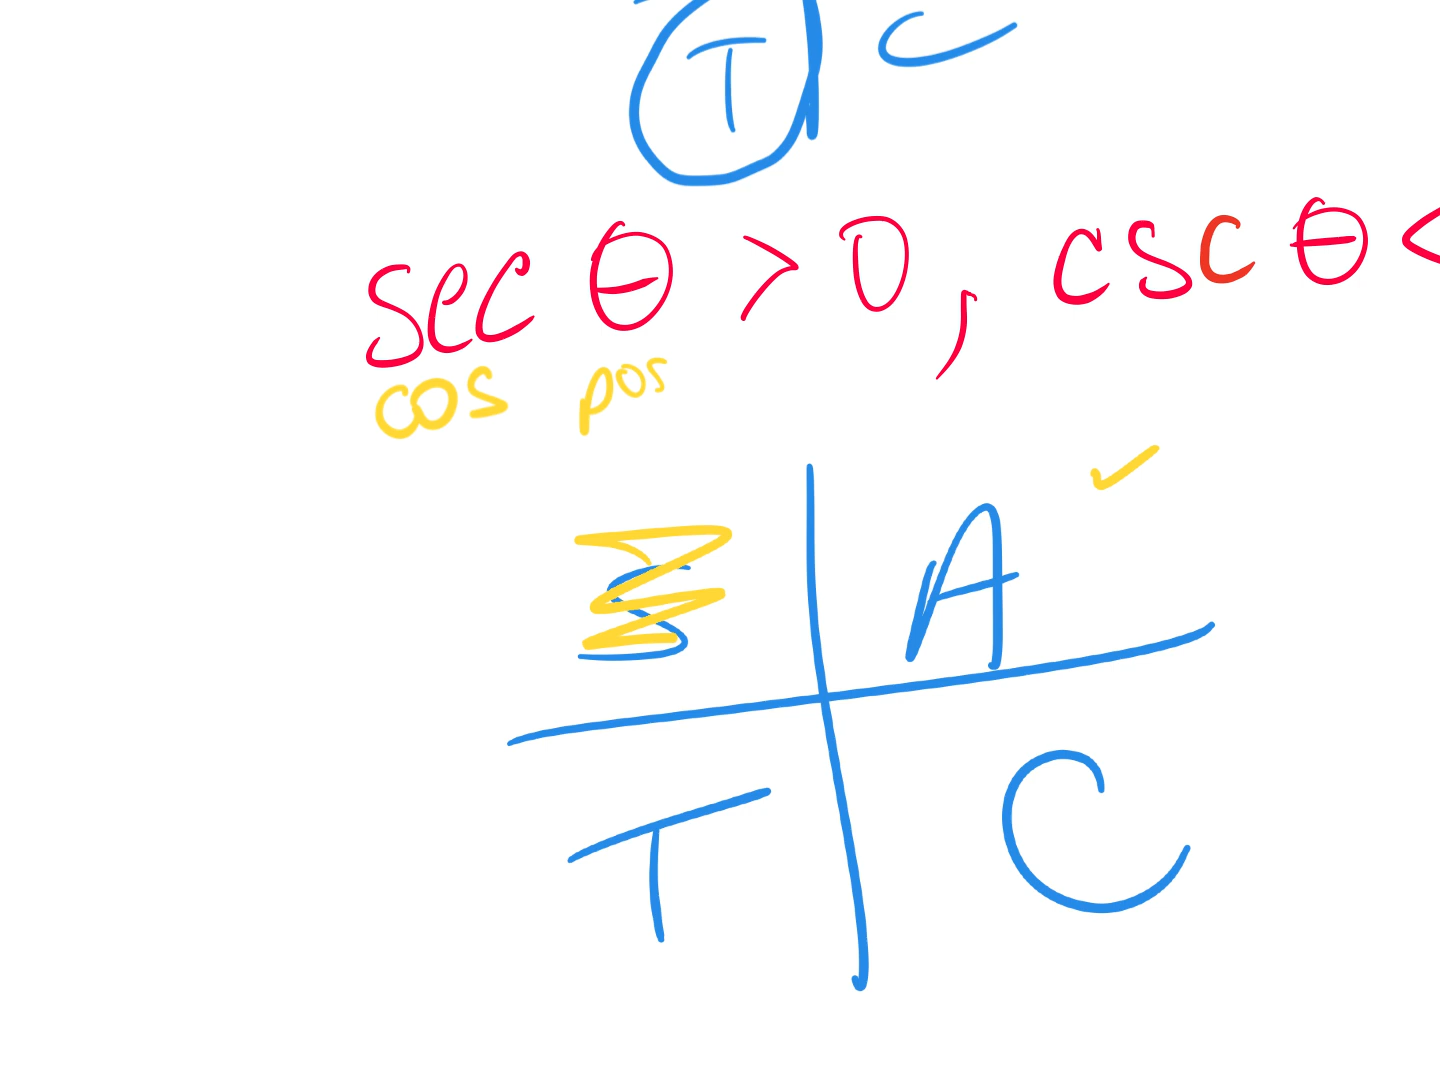 T C
sec θ > 0, csc θ <
cos pos
S A ✓
T C